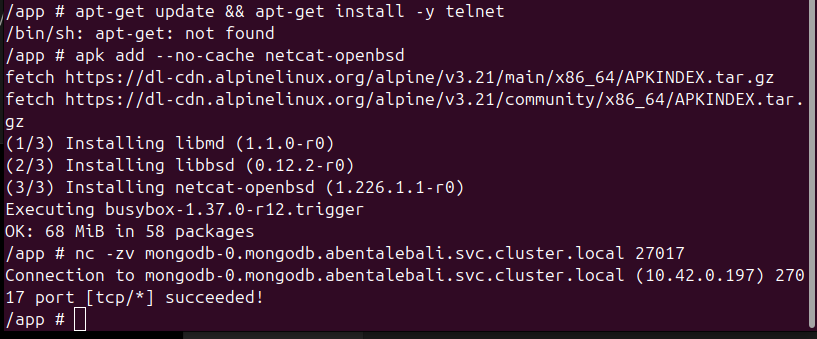 /app # apt-get update && apt-get install -y telnet
/bin/sh: apt-get: not found
/app # apk add --no-cache netcat-openbsd
fetch https://dl-cdn.alpinelinux.org/alpine/v3.21/main/x86_64/APKINDEX.tar.gz
fetch https://dl-cdn.alpinelinux.org/alpine/v3.21/community/x86_64/APKINDEX.tar.
gz
(1/3) Installing libmd (1.1.0-r0)
(2/3) Installing libbsd (0.12.2-r0)
(3/3) Installing netcat-openbsd (1.226.1.1-r0)
Executing busybox-1.37.0-r12.trigger
OK: 68 MiB in 58 packages
/app # nc -zv mongodb-0.mongodb.abentalebali.svc.cluster.local 27017
Connection to mongodb-0.mongodb.abentalebali.svc.cluster.local (10.42.0.197) 270
17 port [tcp/*] succeeded!
/app #